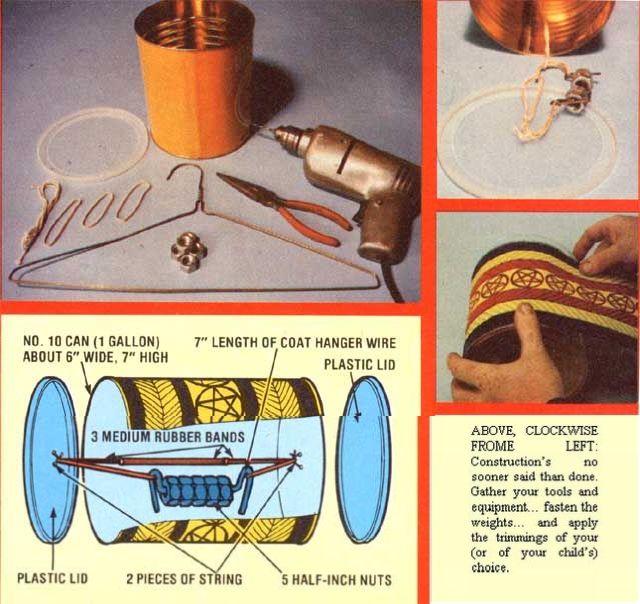 NO. 10 CAN (1 GALLON)
ABOUT 6" WIDE, 7" HIGH
7" LENGTH OF COAT HANGER WIRE
PLASTIC LID
3 MEDIUM RUBBER BANDS
PLASTIC LID
2 PIECES OF STRING
5 HALF-INCH NUTS
ABOVE, CLOCKWISE
FROME LEFT:
Construction's no
sooner said than done.
Gather your tools and
equipment... fasten the
weights... and apply
the trimmings of your
(or of your child's)
choice.